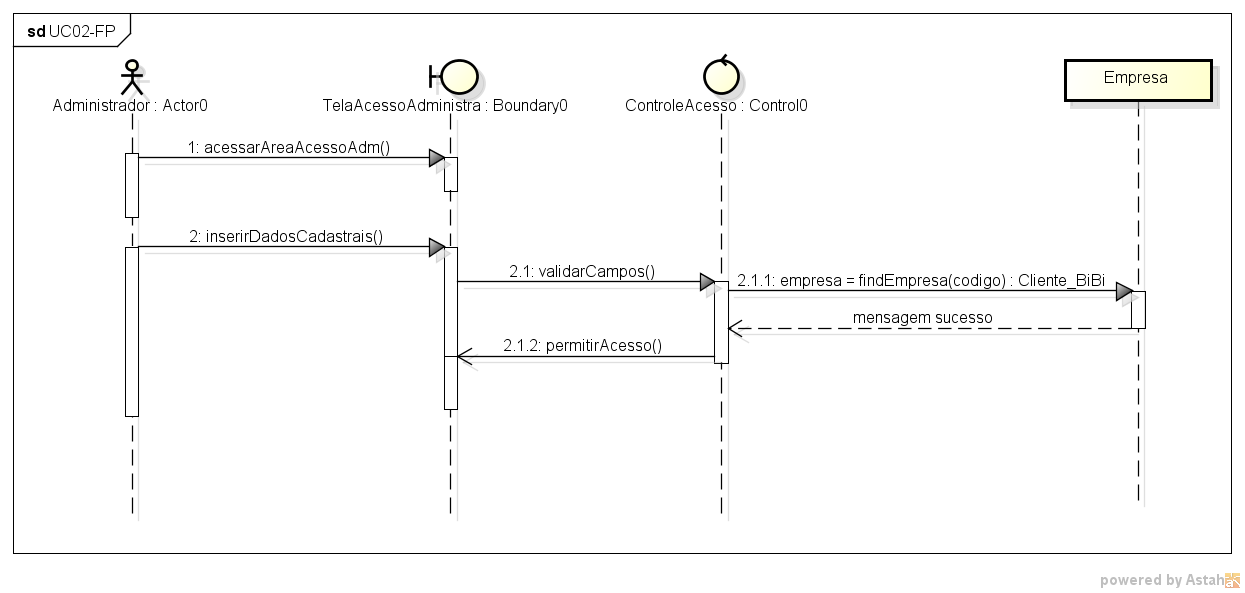 sd UC02-FP
Administrador : Actor0
TelaAcessoAdministra : Boundary0
ControleAcesso : Control0
Empresa
1: acessarAreaAcessoAdm()
2: inserirDadosCadastrais()
2.1: validarCampos()
2.1.1: empresa = findEmpresa(codigo) : Cliente_BiBi
mensagem sucesso
2.1.2: permitirAcesso()
powered by Astah